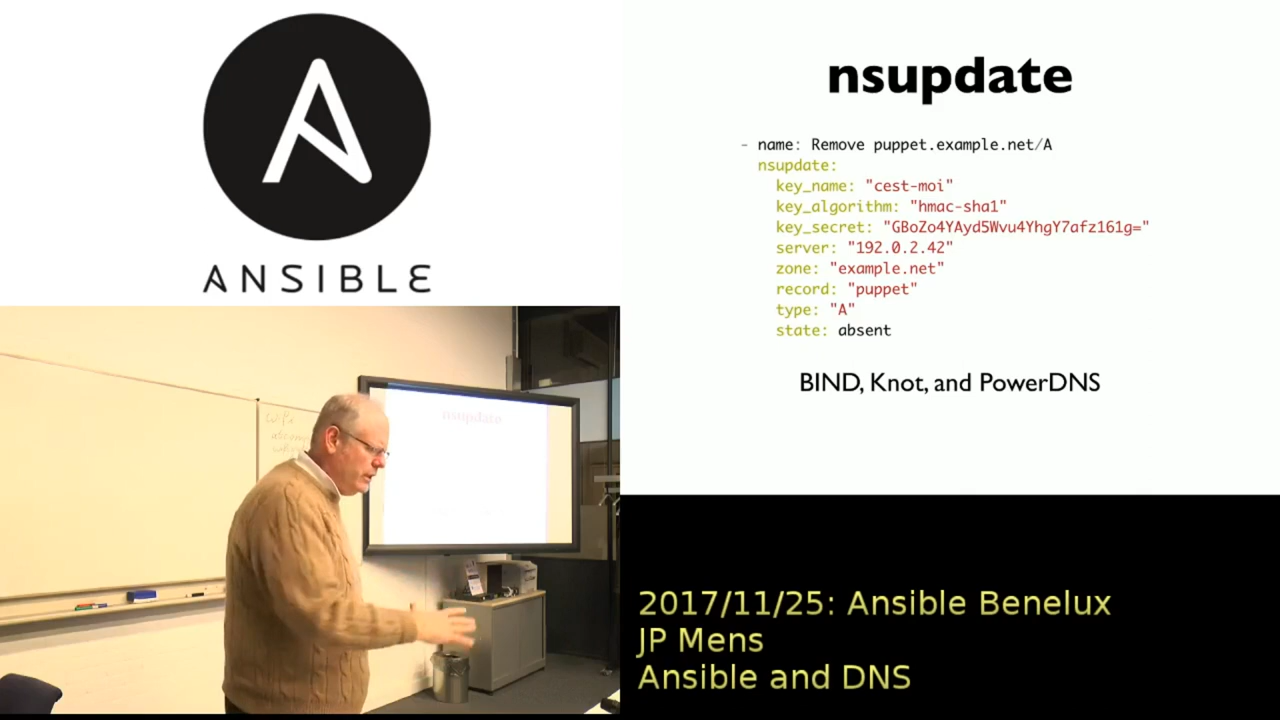 ANSIBLE
nsupdate
- name: Remove puppet.example.net/A
nsupdate:
key_name: "cest-moi"
key_algorithm: "hmac-sha1"
key_secret: "GBoZo4YAyd5Wvu4YhgY7afz161g="
server: "192.0.2.42"
zone: "example.net"
record: "puppet"
type: "A"
state: absent
BIND, Knot, and PowerDNS
nsupdate
2017/11/25: Ansible Benelux
JP Mens
Ansible and DNS